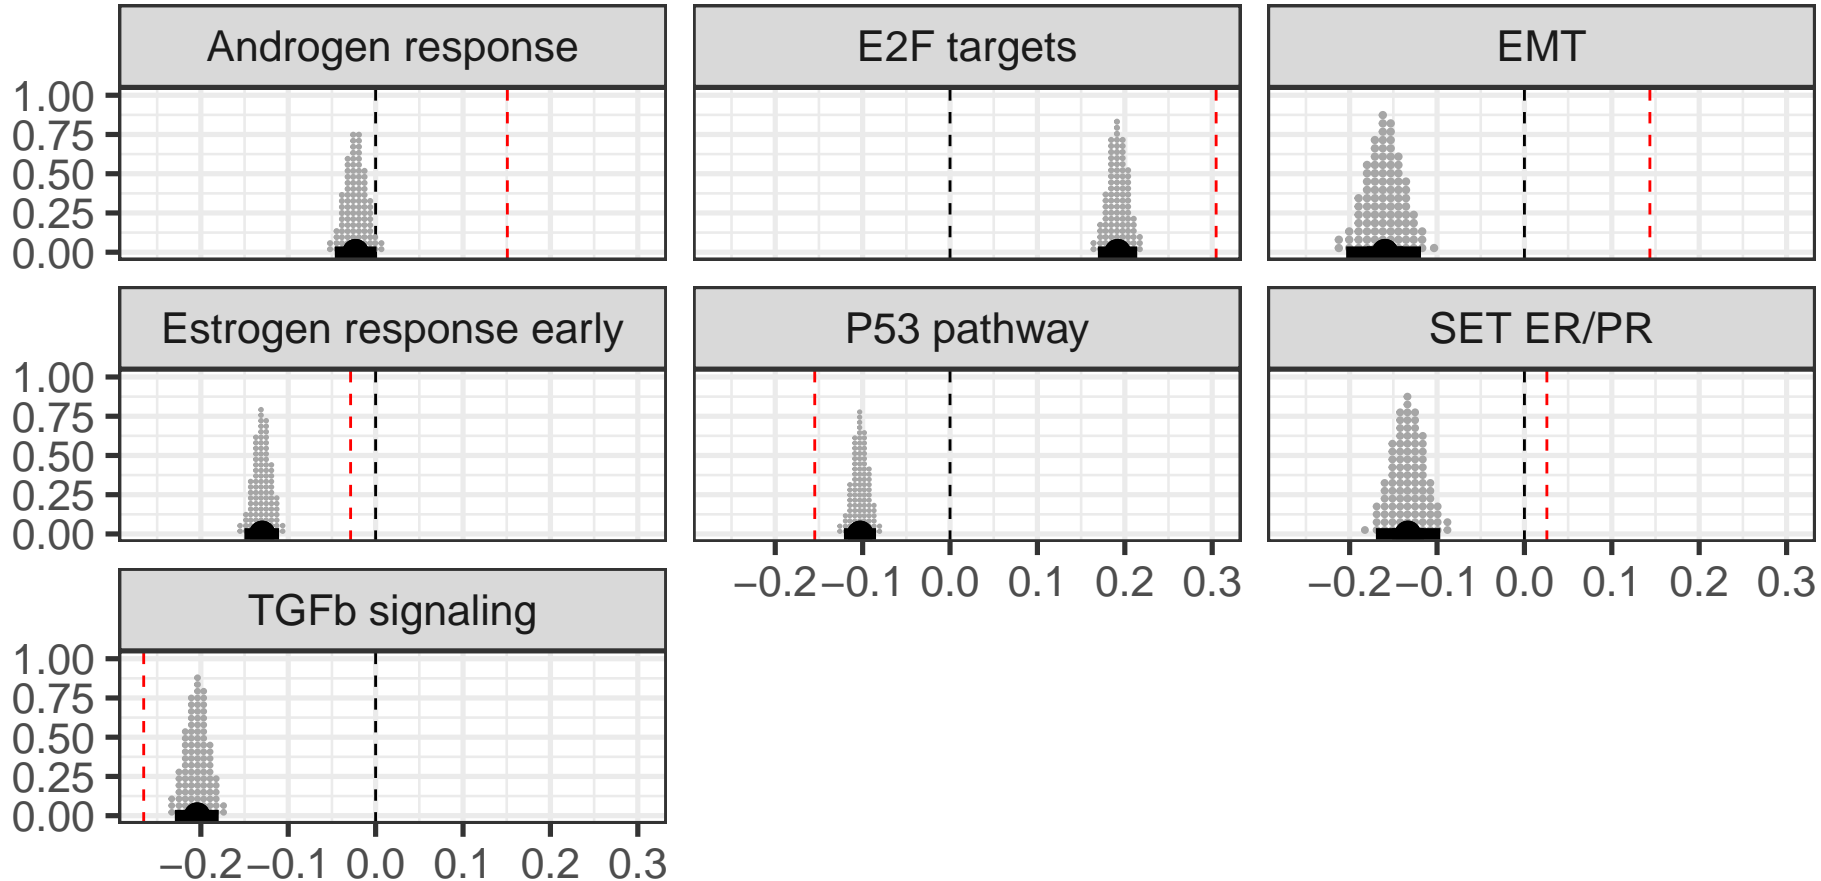 Androgen response
E2F targets
EMT
1.00
0.75
0.50
0.25
0.00
Estrogen response early
P53 pathway
SET ER/PR
1.00
0.75
0.50
0.25
0.00
−0.2 −0.1 0.0 0.1 0.2 0.3
−0.2 −0.1 0.0 0.1 0.2 0.3
TGFb signaling
1.00
0.75
0.50
0.25
0.00
−0.2 −0.1 0.0 0.1 0.2 0.3